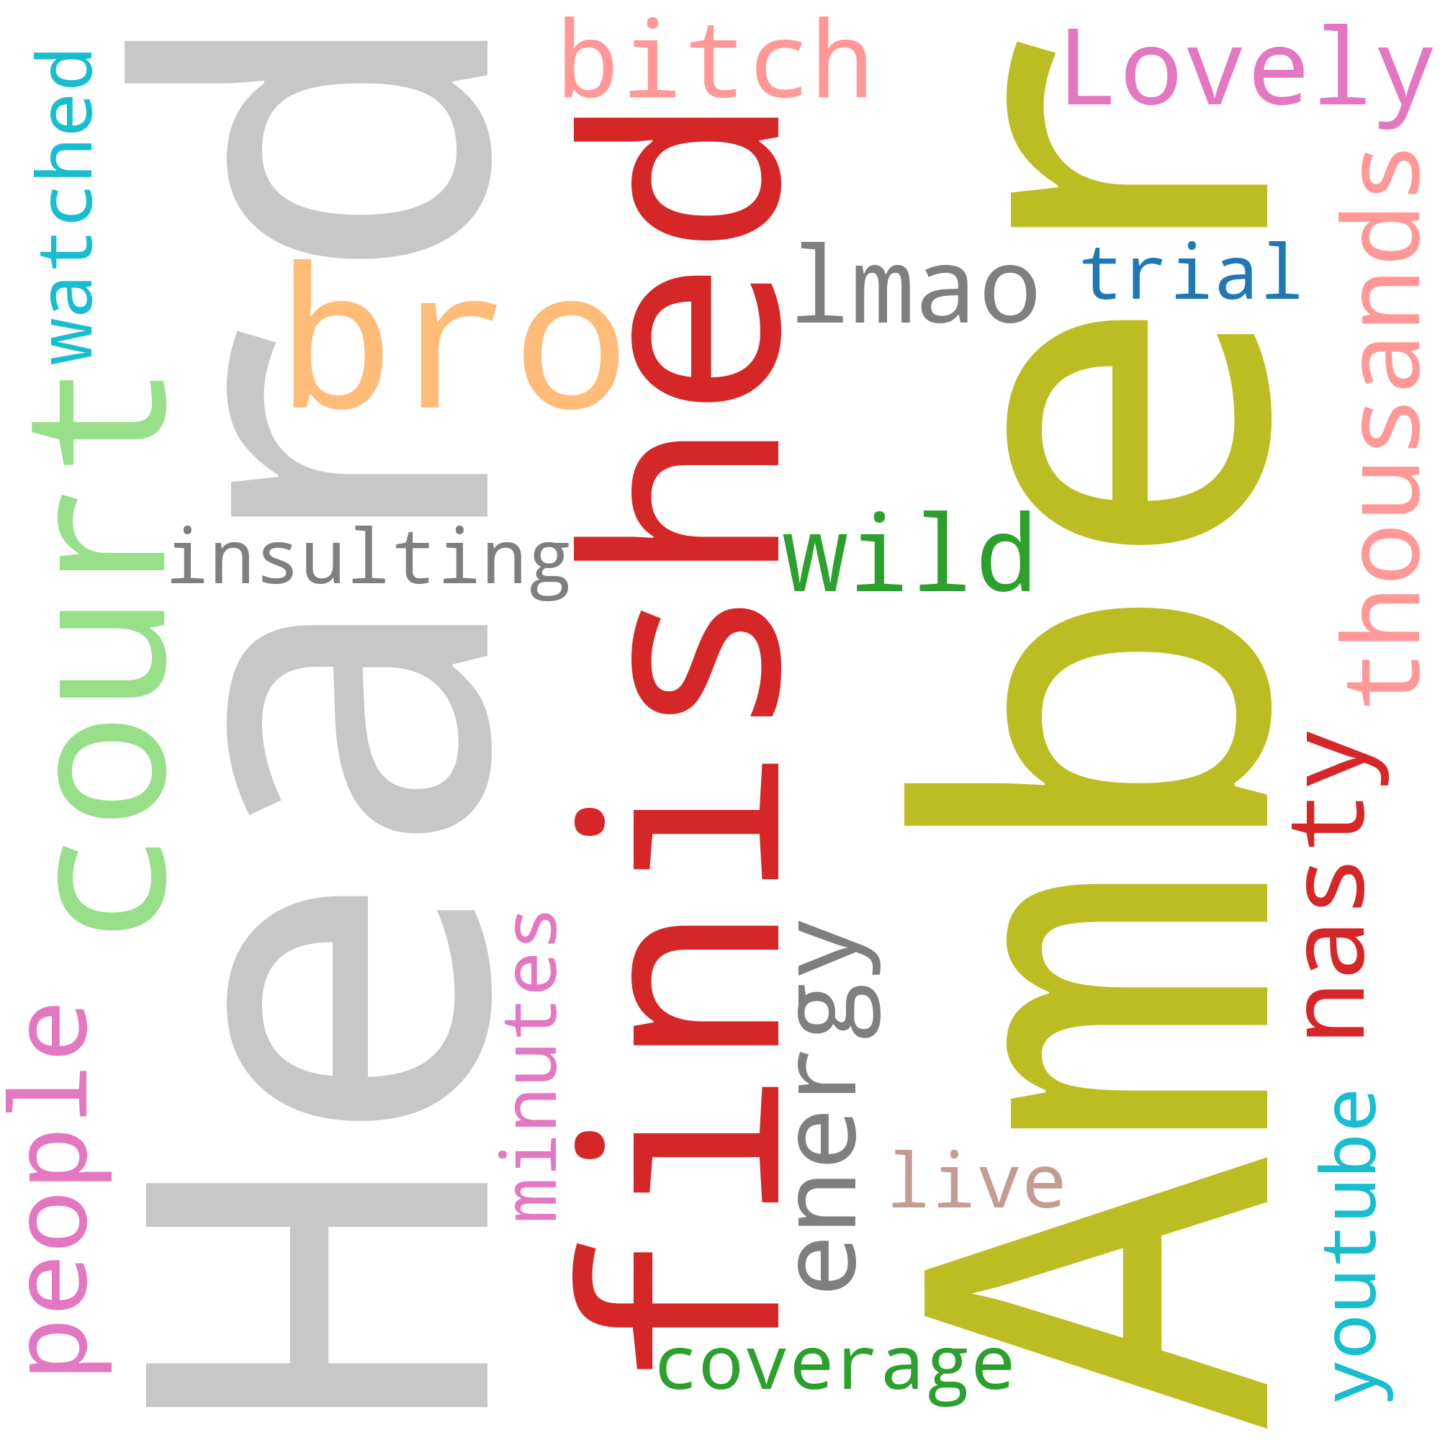 watched
Heard
bitch
Lovely
finished
Amber
thousands
lmao
trial
bro
court
insulting
wild
nasty
people
minutes
energy
live
youtube
coverage